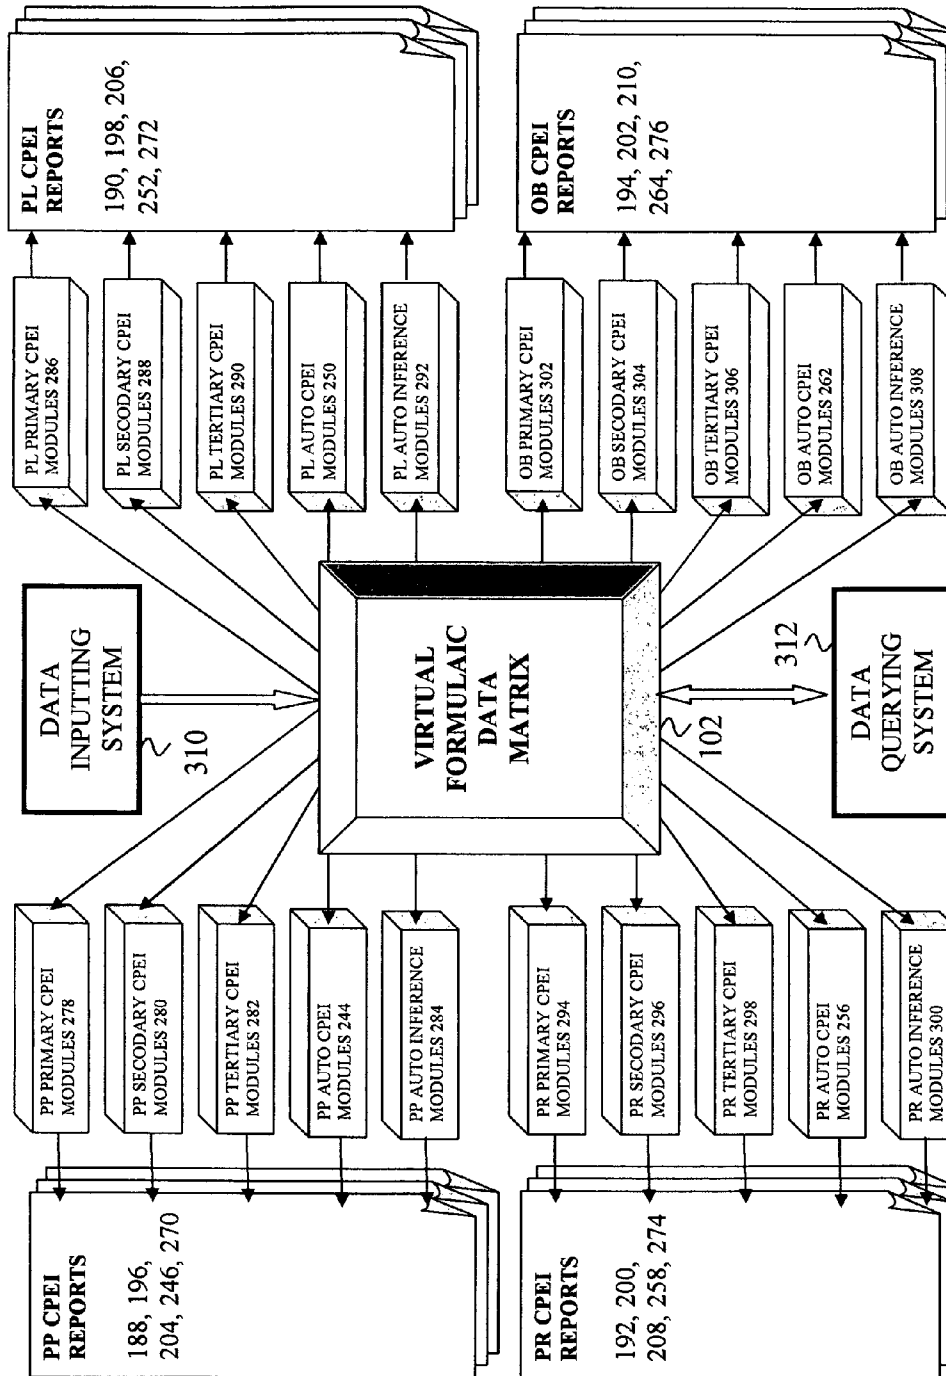 PP CPEI
REPORTS
188, 196,
204, 246, 270
PP PRIMARY CPEI
MODULES 278
PP SECODARY CPEI
MODULES 280
PP TERTIARY CPEI
MODULES 282
PP AUTO CPEI
MODULES 244
PP AUTO INFERENCE
MODULES 284
PR CPEI
REPORTS
192, 200,
208, 258, 274
PR PRIMARY CPEI
MODULES 294
PR SECODARY CPEI
MODULES 296
PR TERTIARY CPEI
MODULES 298
PR AUTO CPEI
MODULES 256
PR AUTO INFERENCE
MODULES 300
DATA
INPUTTING
SYSTEM
310
VIRTUAL
FORMULAIC
DATA
MATRIX
102
312
DATA
QUERYING
SYSTEM
PL PRIMARY CPEI
MODULES 286
PL SECODARY CPEI
MODULES 288
PL TERTIARY CPEI
MODULES 290
PL AUTO CPEI
MODULES 250
PL AUTO INFERENCE
MODULES 292
PL CPEI
REPORTS
190, 198, 206,
252, 272
OB PRIMARY CPEI
MODULES 302
OB SECODARY CPEI
MODULES 304
OB TERTIARY CPEI
MODULES 306
OB AUTO CPEI
MODULES 262
OB AUTO INFERENCE
MODULES 308
OB CPEI
REPORTS
194, 202, 210,
264, 276